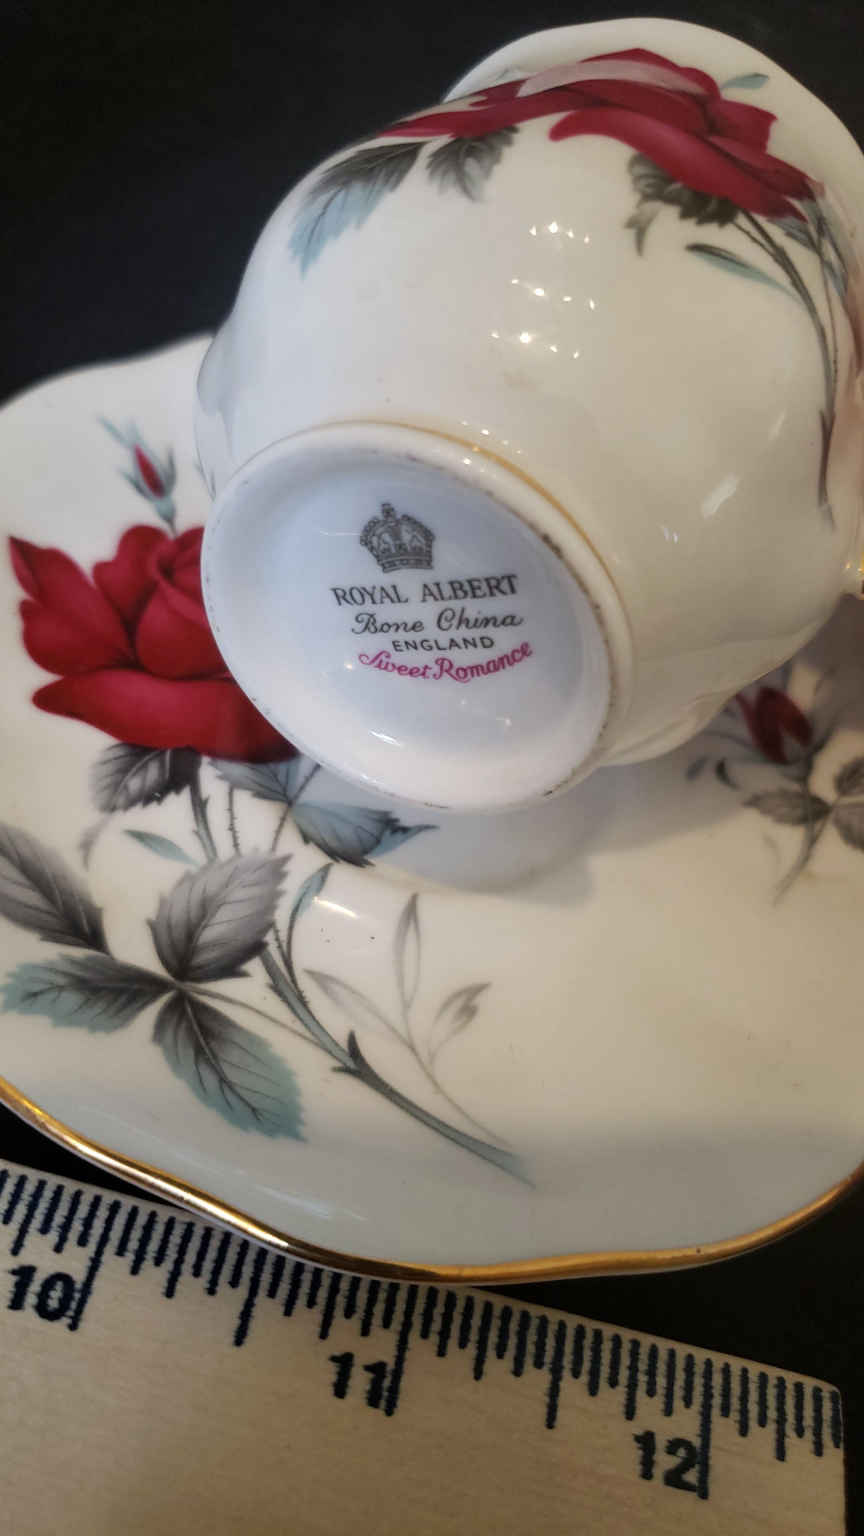 ROYAL ALBERT
Bone China
ENGLAND
Sweet Romance
10
11
12